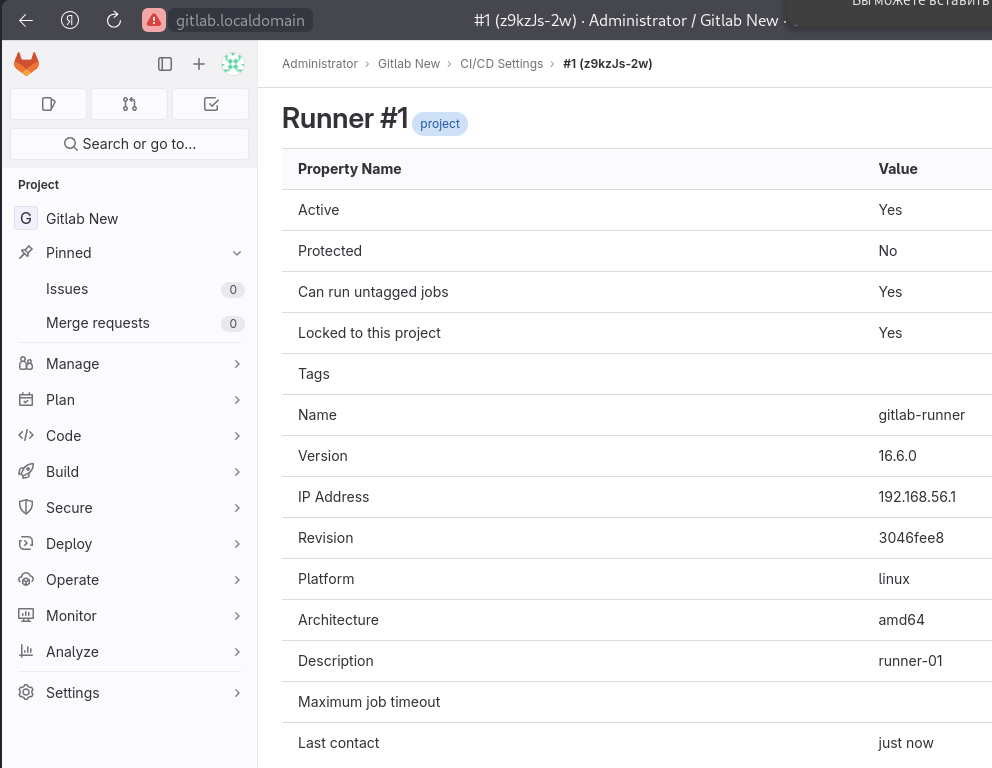 Вы можете вставить
Я gitlab.localdomain #1 (z9kzJs-2w) · Administrator / Gitlab New ·
Administrator › Gitlab New › CI/CD Settings › #1 (z9kzJs-2w)
Runner #1 project
Search or go to...
Project
G Gitlab New
Pinned
Issues 0
Merge requests 0
Manage
Plan
Code
Build
Secure
Deploy
Operate
Monitor
Analyze
Settings
Property Name Value
Active Yes
Protected No
Can run untagged jobs Yes
Locked to this project Yes
Tags
Name gitlab-runner
Version 16.6.0
IP Address 192.168.56.1
Revision 3046fee8
Platform linux
Architecture amd64
Description runner-01
Maximum job timeout
Last contact just now